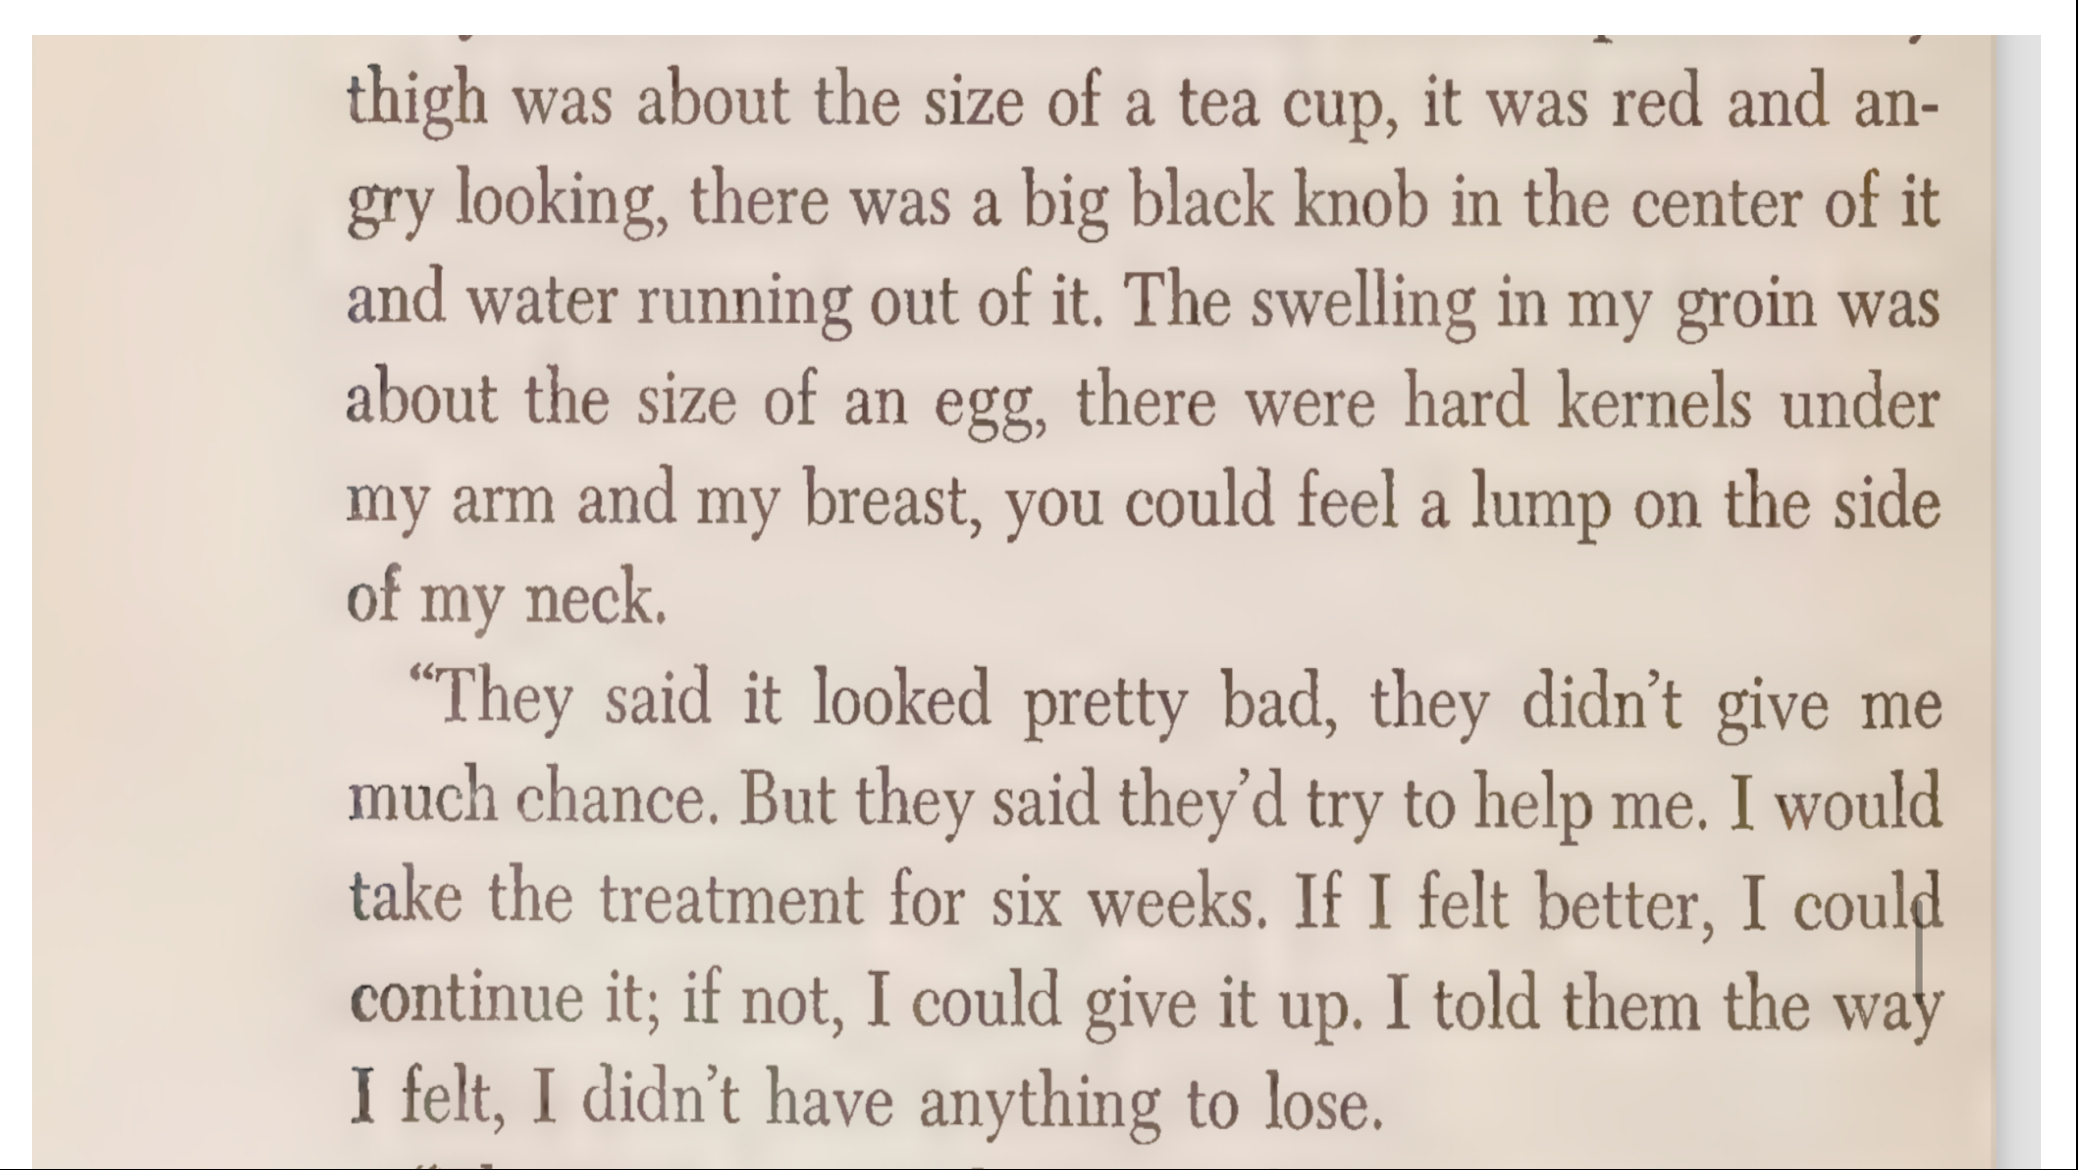 thigh was about the size of a tea cup, it was red and an-
gry looking, there was a big black knob in the center of it
and water running out of it. The swelling in my groin was
about the size of an egg, there were hard kernels under
my arm and my breast, you could feel a lump on the side
of my neck.
“They said it looked pretty bad, they didn’t give me
much chance. But they said they’d try to help me. I would
take the treatment for six weeks. If I felt better, I could
continue it; if not, I could give it up. I told them the way
I felt, I didn’t have anything to lose.